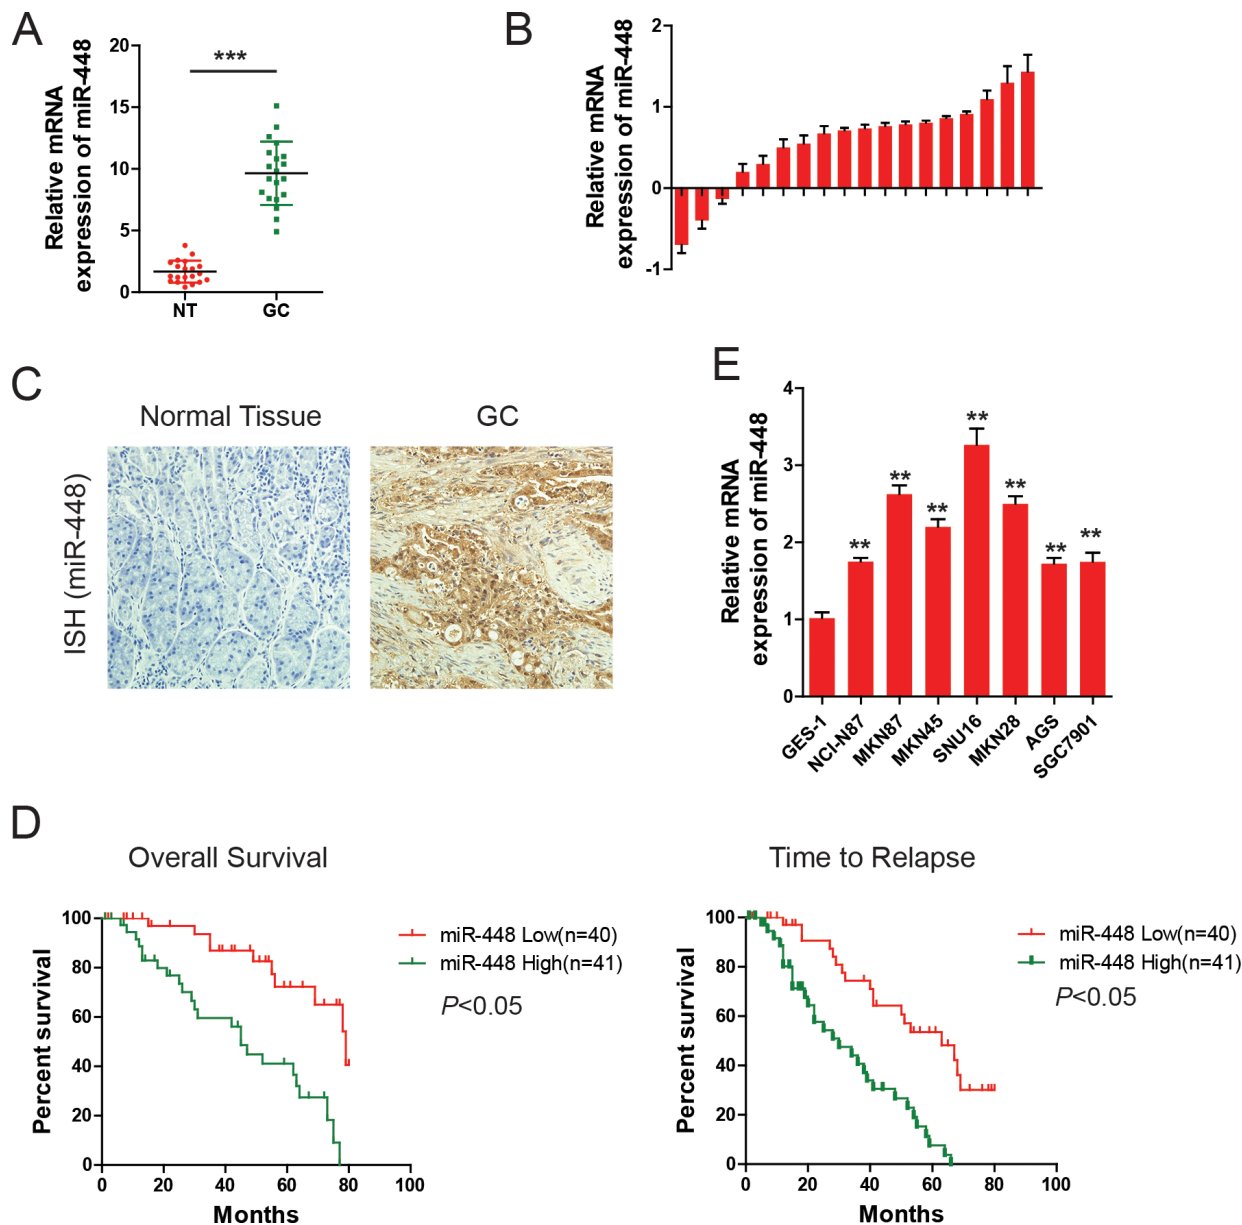 A
Relative mRNA
expression of miR-448
20
15
10
5
0
***
NT
GC
B
Relative mRNA
expression of miR-448
2
1
0
-1
C
Normal Tissue
GC
ISH (miR-448)
E
Relative mRNA
expression of miR-448
4
3
2
1
0
**
**
**
**
**
**
**
GES-1
NCI-N87
MKN87
MKN45
SNU16
MKN28
AGS
SGC7901
D
Overall Survival
Percent survival
100
80
60
40
20
0
0
20
40
60
80
100
Months
miR-448 Low(n=40)
miR-448 High(n=41)
P<0.05
Time to Relapse
Percent survival
100
80
60
40
20
0
0
20
40
60
80
100
Months
miR-448 Low(n=40)
miR-448 High(n=41)
P<0.05